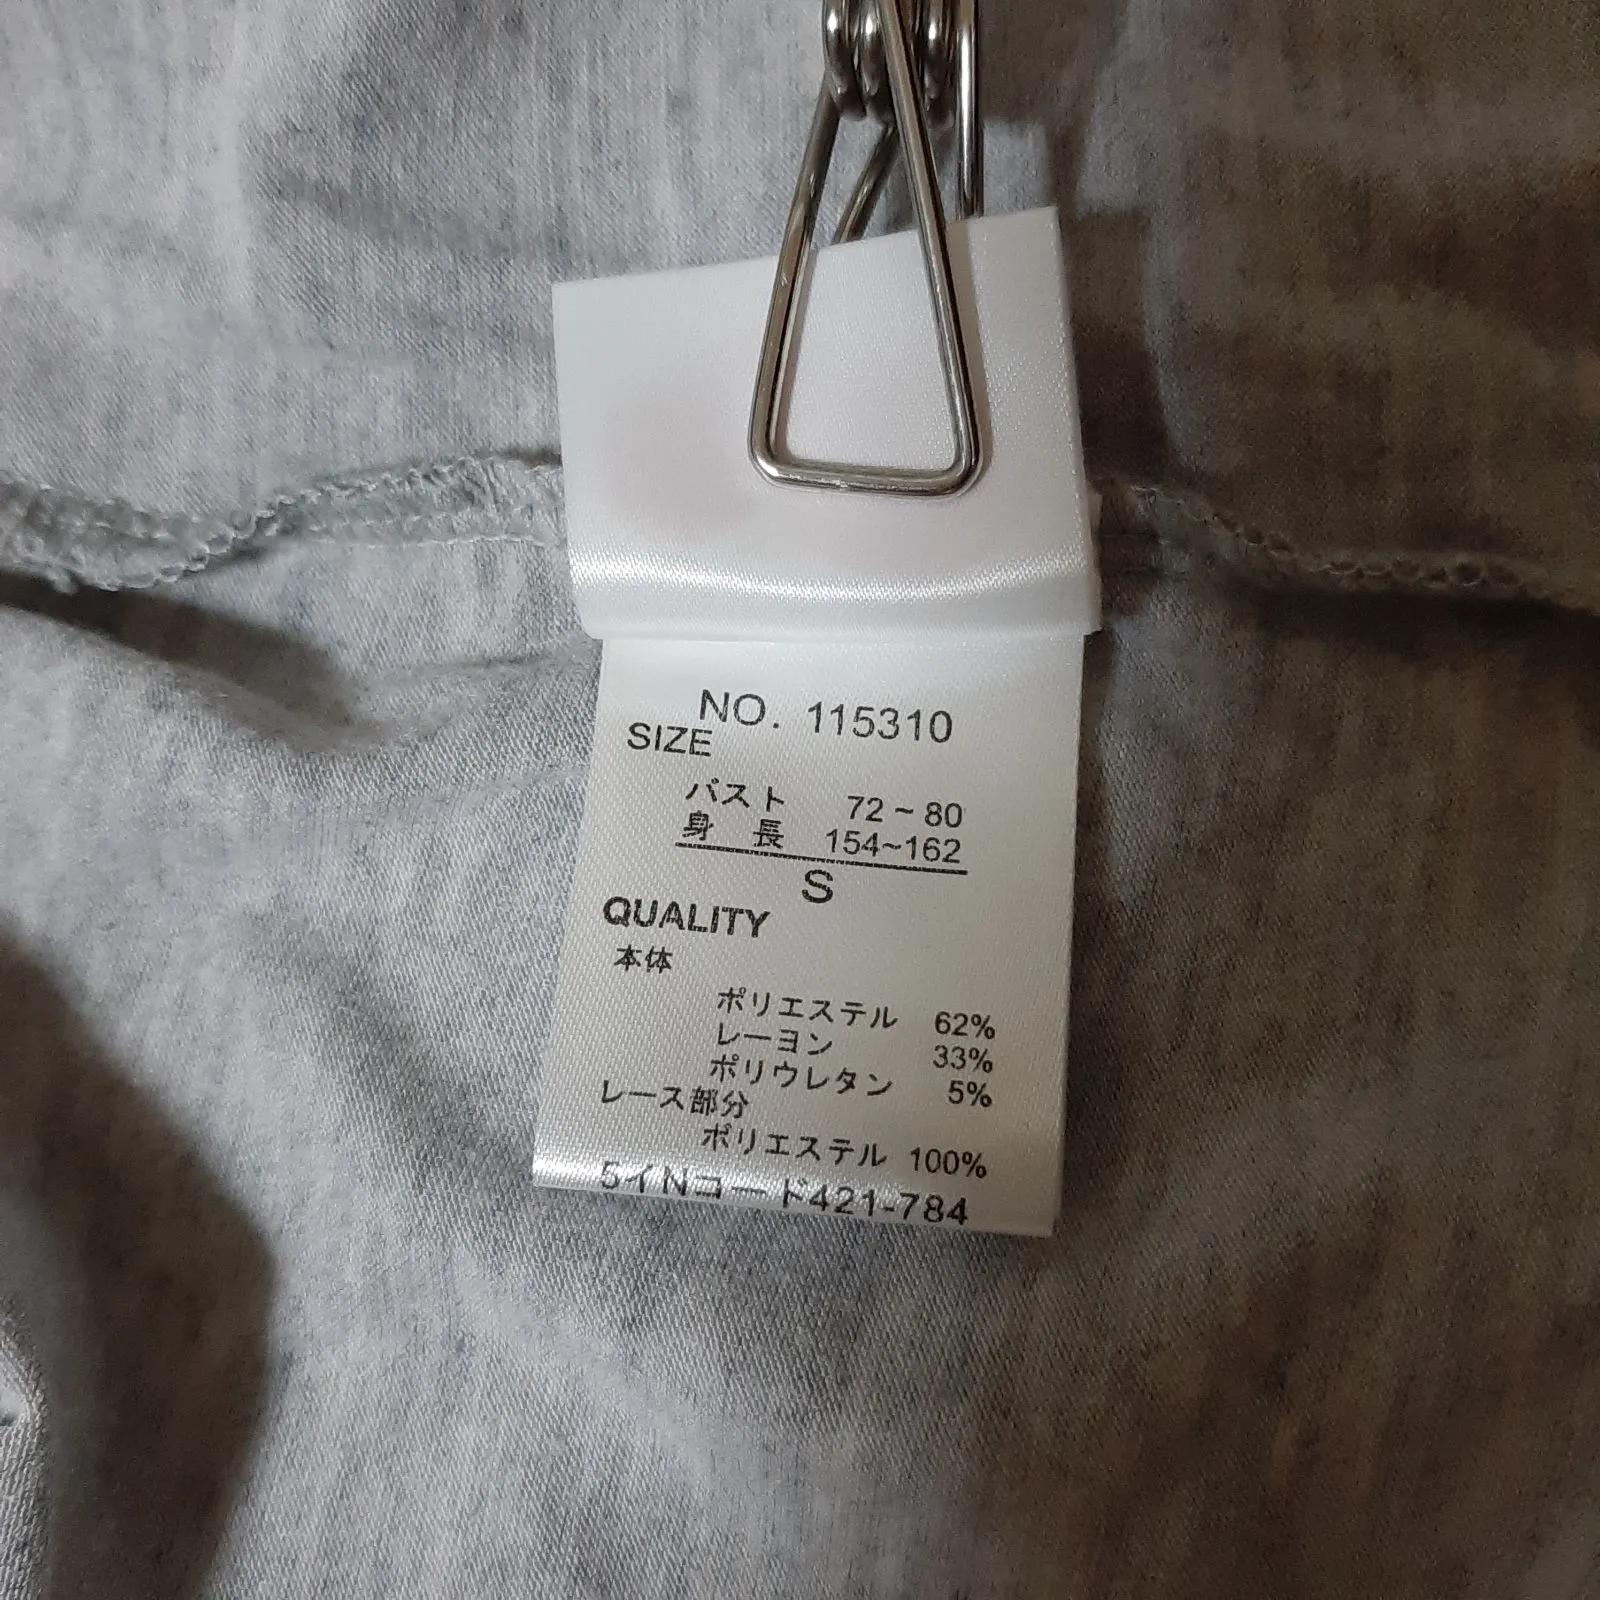 NO. 115310
SIZE
バスト 72~80
身 長 154~162
S
QUALITY
本体
ポリエステル 62%
レーヨン 33%
ポリウレタン 5%
レース部分
ポリエステル 100%
5イNコード421-784